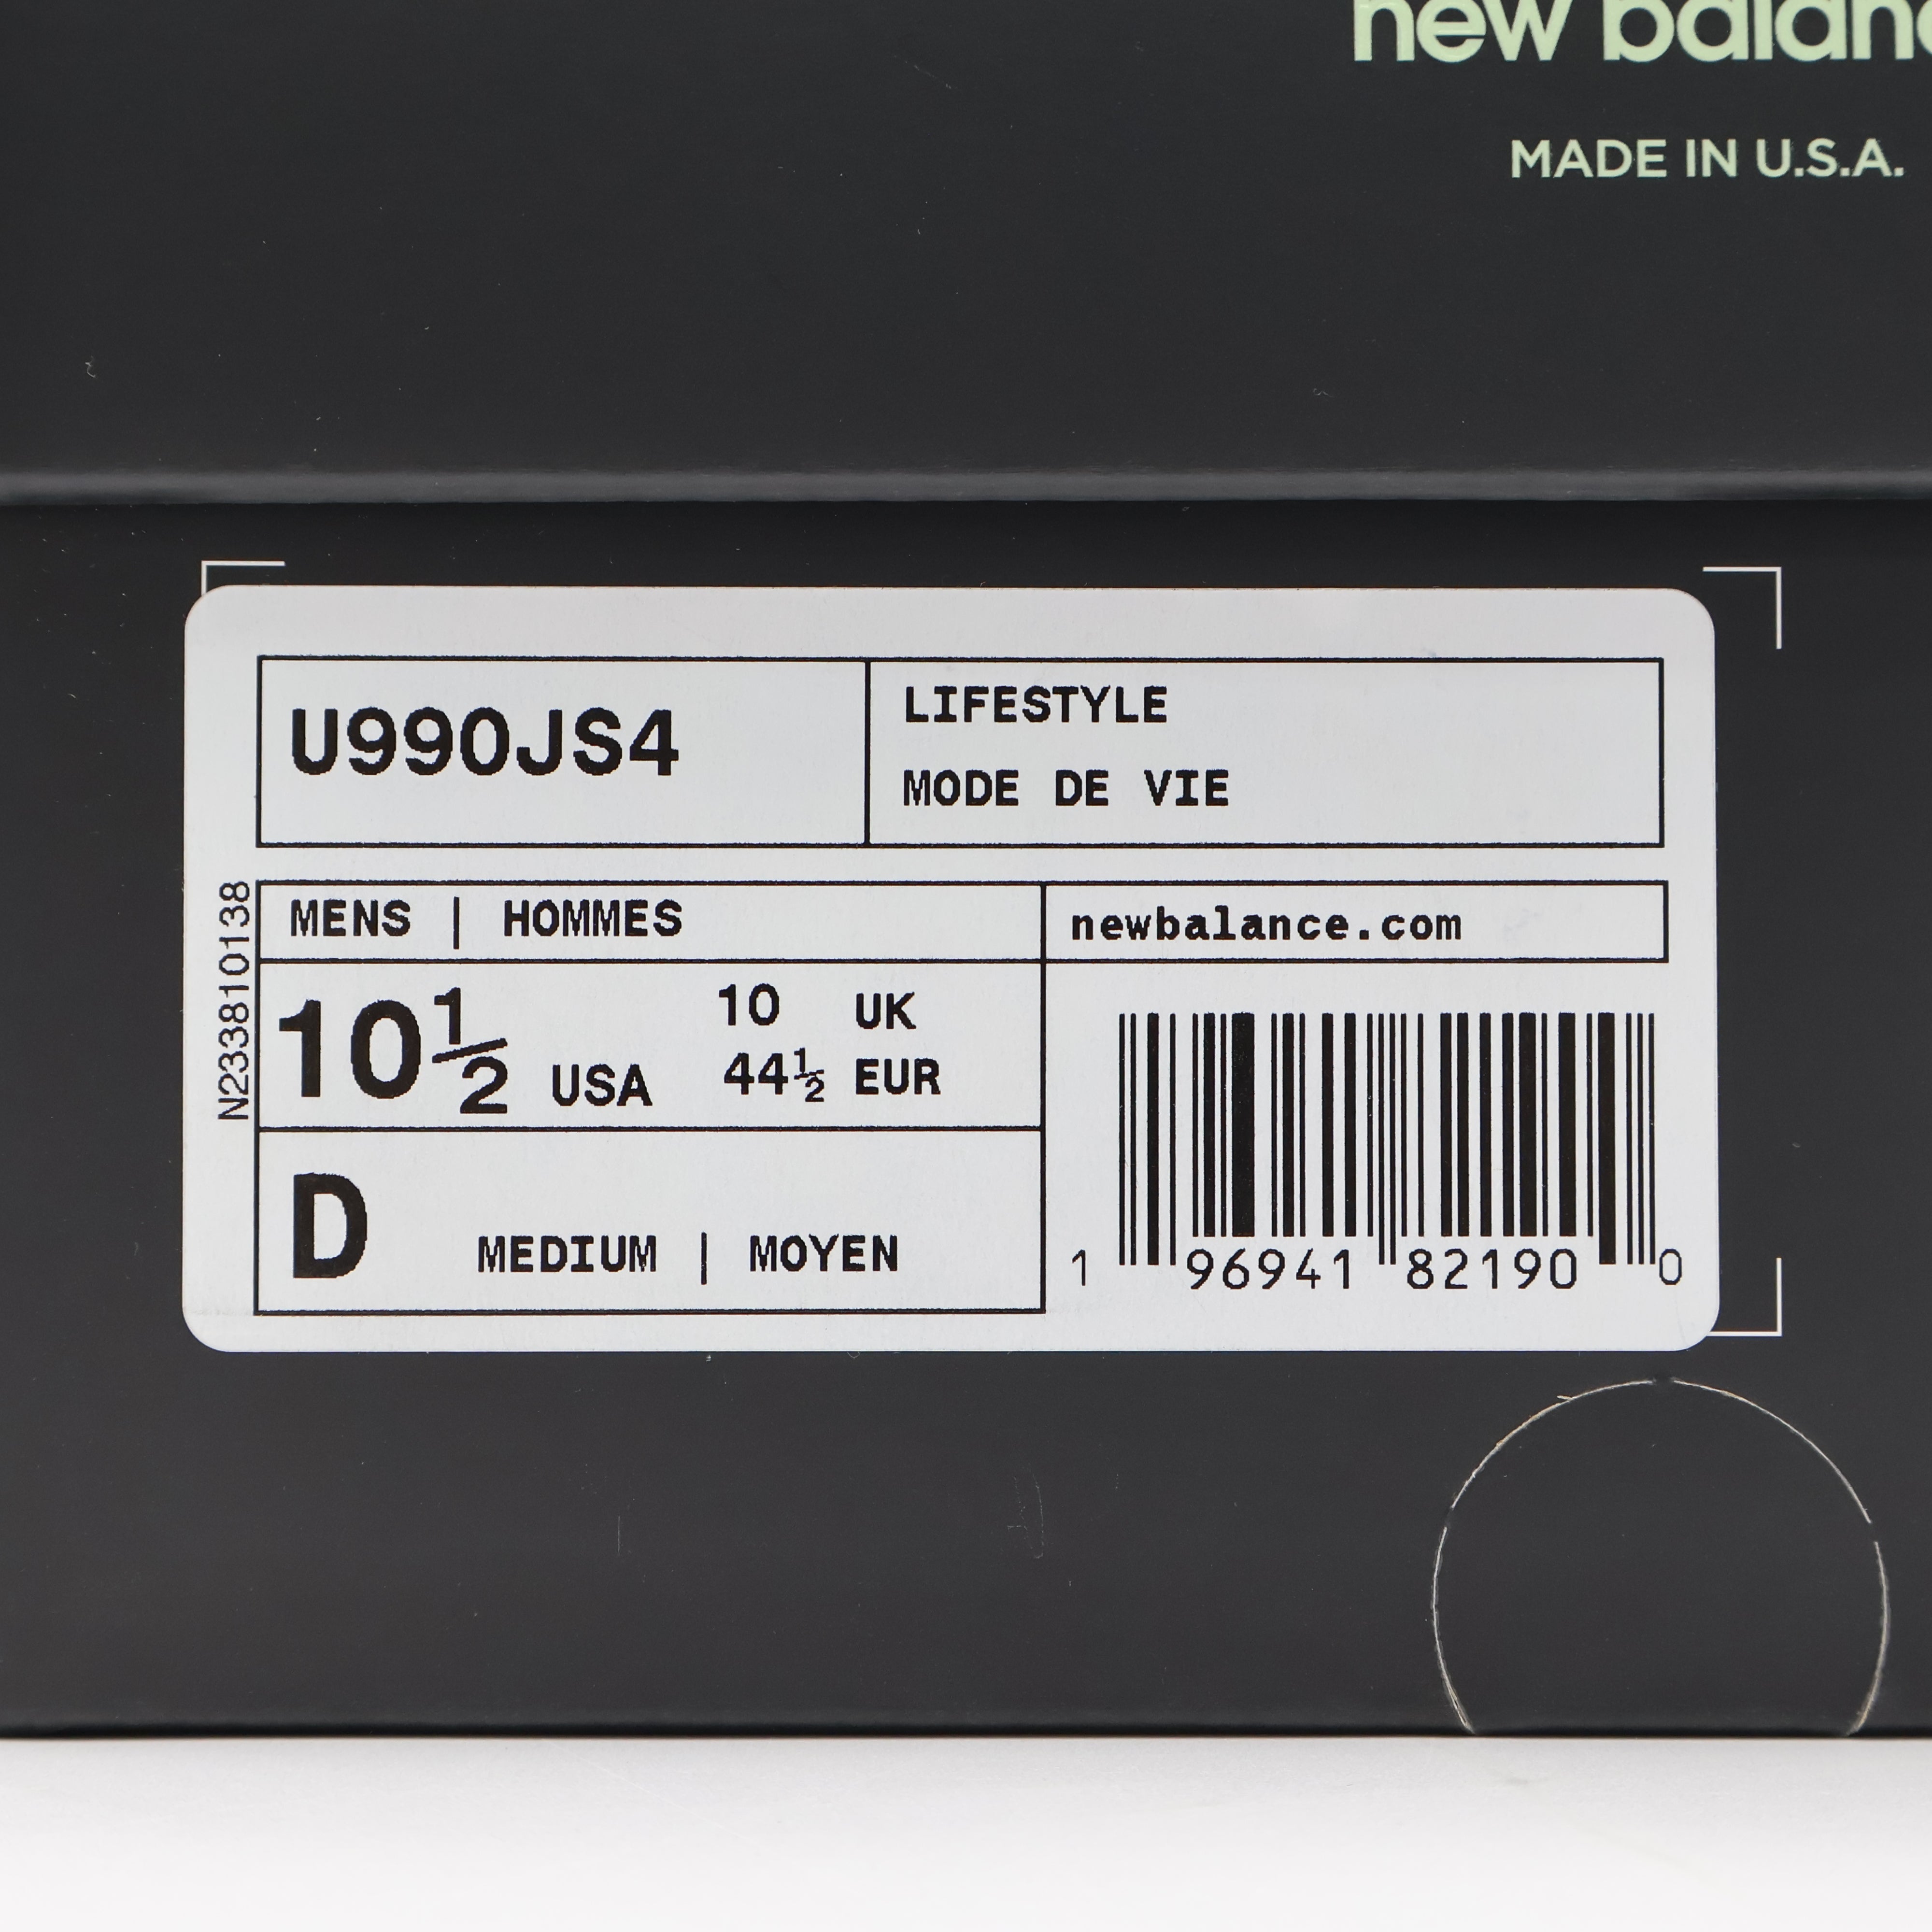 new balanc
MADE IN U.S.A.
U990JS4
LIFESTYLE
MODE DE VIE
N233810138
MENS | HOMMES
newbalance.com
10½ USA
10 UK
44½ EUR
D MEDIUM | MOYEN
1 96941 82190 0